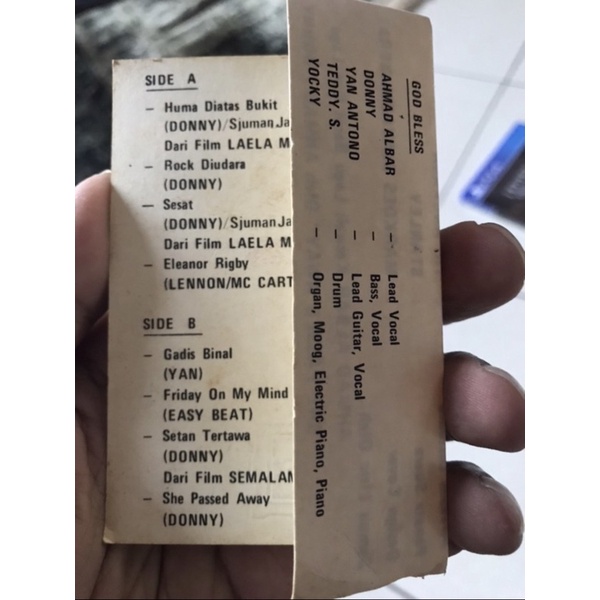 SIDE A
- Huma Diatas Bukit
(DONNY)/Sjuman Ja
Dari Film LAELA M
- Rock Diudara
(DONNY)
- Sesat
(DONNY)/Sjuman Ja
Dari Film LAELA M
- Eleanor Rigby
(LENNON/MC CART
SIDE B
- Gadis Binal
(YAN)
- Friday On My Mind
(EASY BEAT)
- Setan Tertawa
(DONNY)
Dari Film SEMALAN
- She Passed Away
(DONNY)
GOD BLESS
AHMAD ALBAR - Lead Vocal
DONNY - Bass, Vocal
YAN ANTONO - Lead Guitar, Vocal
TEDDY. S. - Drum
YOCKY - Organ, Moog, Electric Piano, Piano